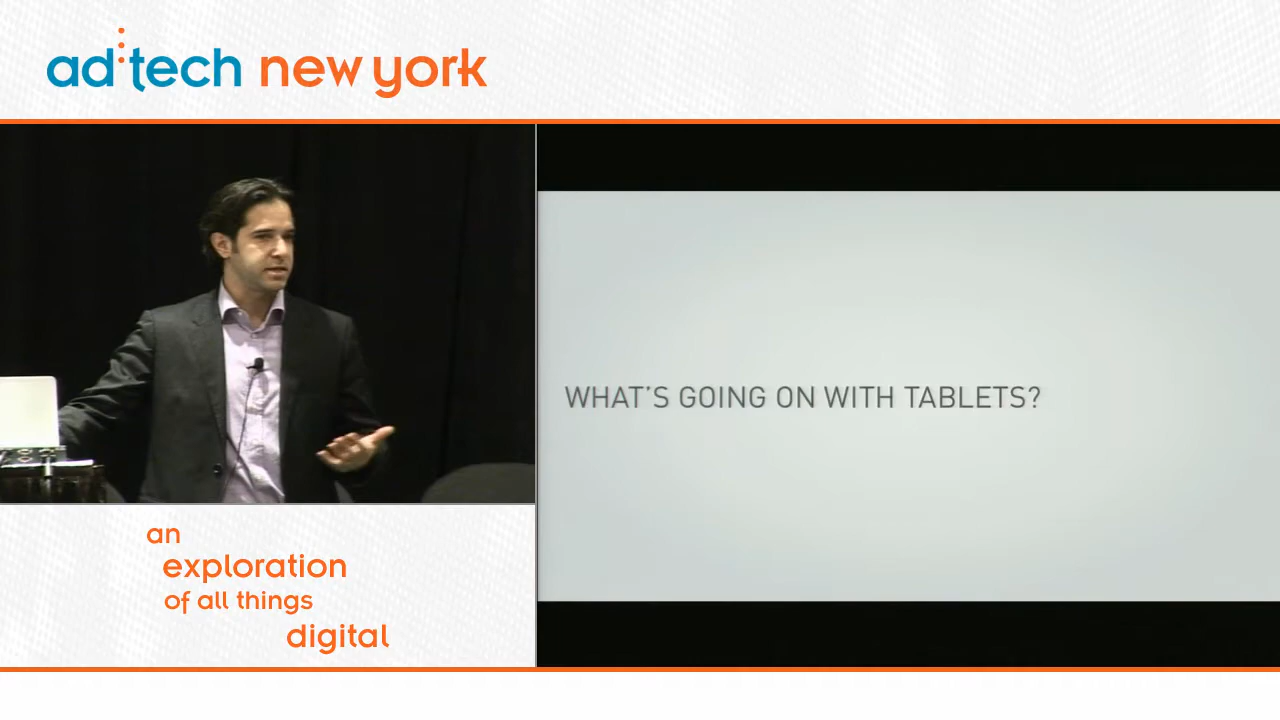 ad:tech new york
WHAT'S GOING ON WITH TABLETS?
an
exploration
of all things
digital